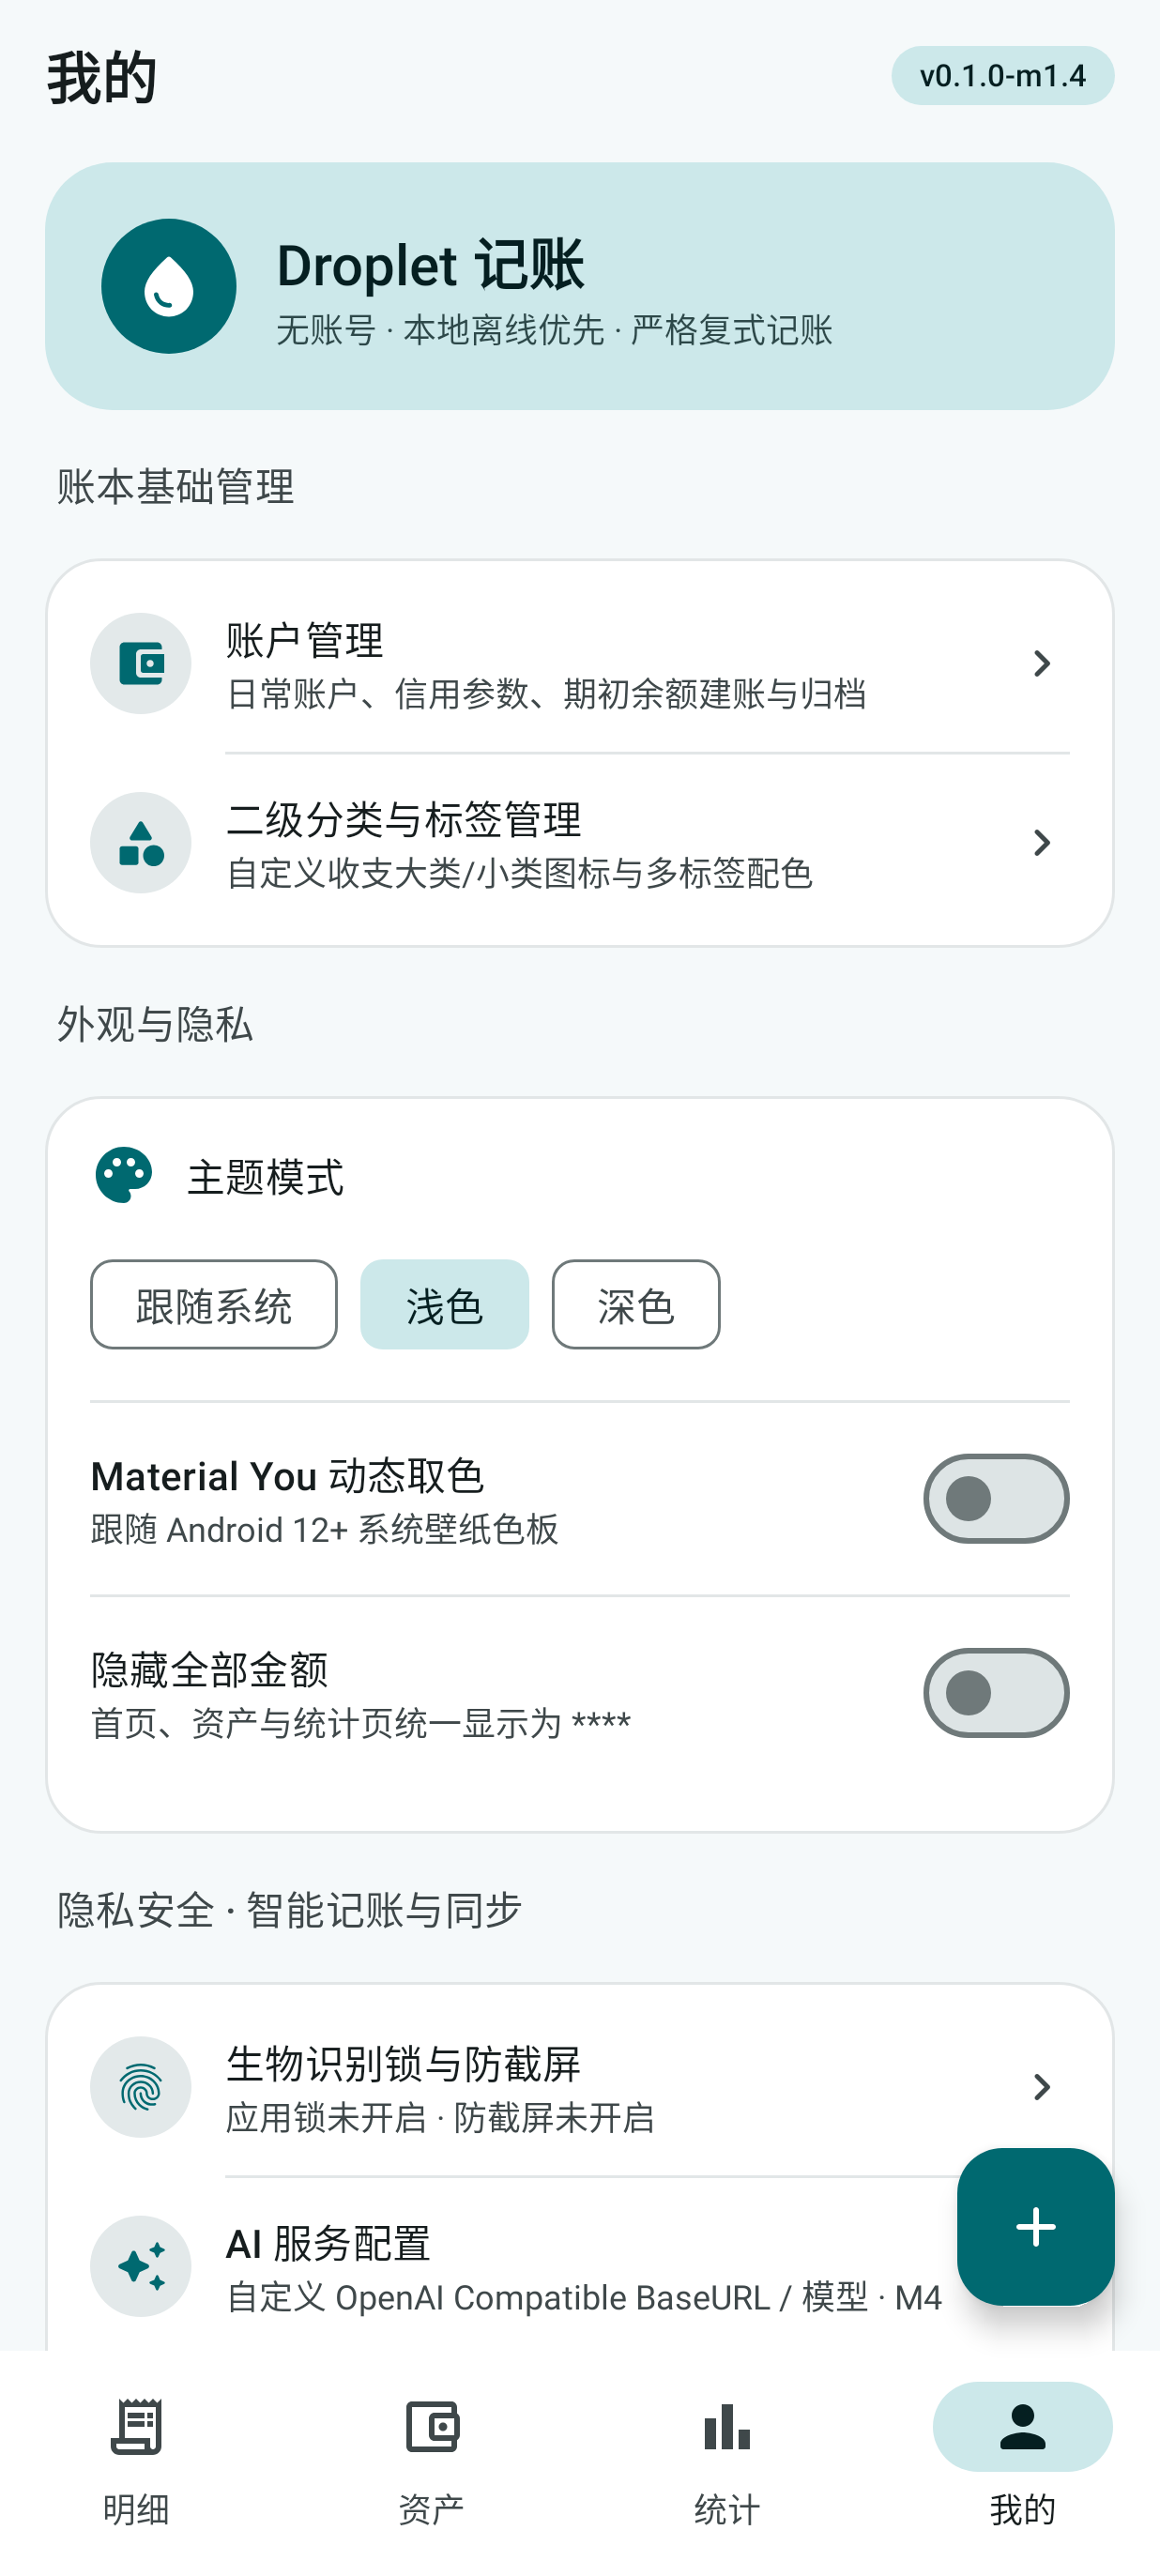 我的
v0.1.0-m1.4
Droplet 记账
无账号 · 本地离线优先 · 严格复式记账
账本基础管理
账户管理
日常账户、信用参数、期初余额建账与归档
二级分类与标签管理
自定义收支大类/小类图标与多标签配色
外观与隐私
主题模式
跟随系统
浅色
深色
Material You 动态取色
跟随 Android 12+ 系统壁纸色板
隐藏全部金额
首页、资产与统计页统一显示为 ****
隐私安全 · 智能记账与同步
生物识别锁与防截屏
应用锁未开启 · 防截屏未开启
AI 服务配置
自定义 OpenAI Compatible BaseURL / 模型 · M4
明细
资产
统计
我的